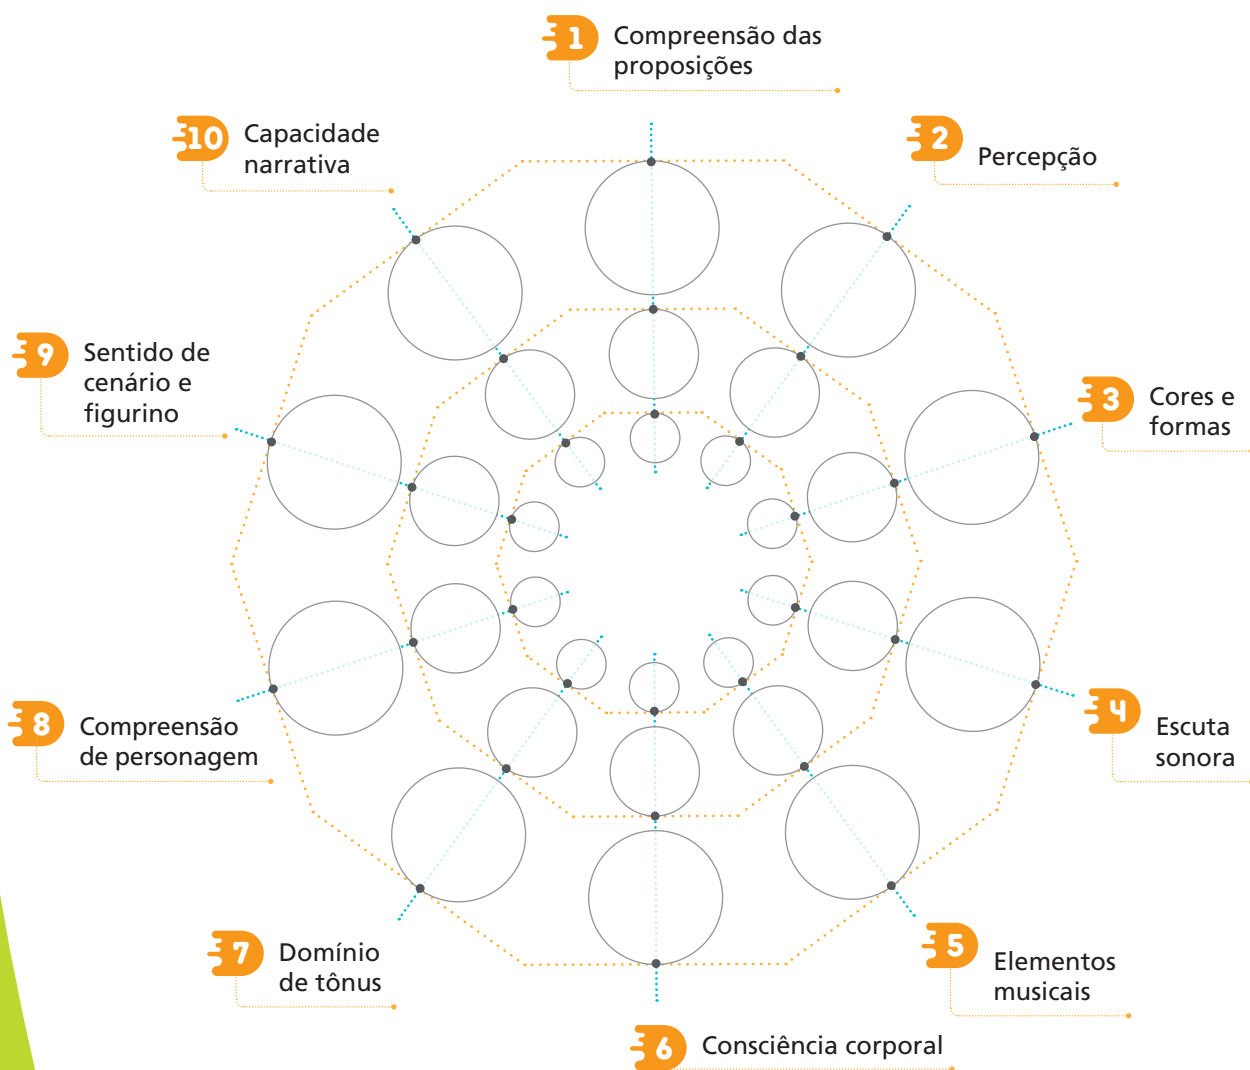 1 Compreensão das
proposições
2 Percepção
3 Cores e
formas
4 Escuta
sonora
5 Elementos
musicais
6 Consciência corporal
7 Domínio
de tônus
8 Compreensão
de personagem
9 Sentido de
cenário e
figurino
10 Capacidade
narrativa